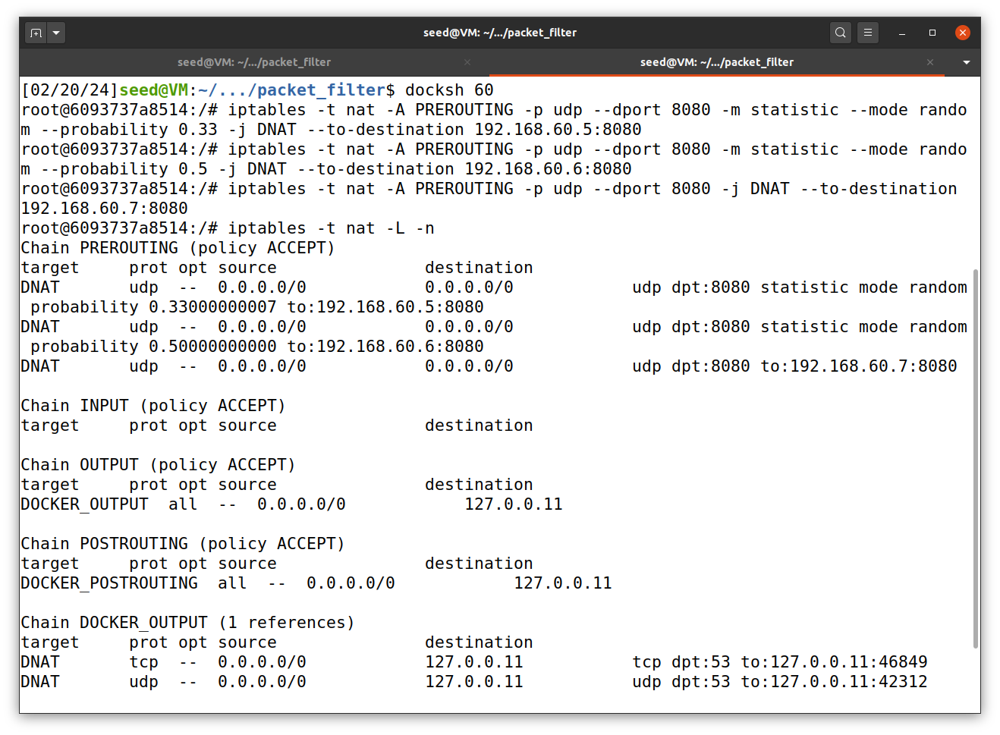 seed@VM: ~/.../packet_filter
seed@VM: ~/.../packet_filter
seed@VM: ~/.../packet_filter
[02/20/24]seed@VM:~/.../packet_filter$ docksh 60
root@6093737a8514:/# iptables -t nat -A PREROUTING -p udp --dport 8080 -m statistic --mode rando
m --probability 0.33 -j DNAT --to-destination 192.168.60.5:8080
root@6093737a8514:/# iptables -t nat -A PREROUTING -p udp --dport 8080 -m statistic --mode rando
m --probability 0.5 -j DNAT --to-destination 192.168.60.6:8080
root@6093737a8514:/# iptables -t nat -A PREROUTING -p udp --dport 8080 -j DNAT --to-destination
192.168.60.7:8080
root@6093737a8514:/# iptables -t nat -L -n
Chain PREROUTING (policy ACCEPT)
target     prot opt source               destination
DNAT       udp  --  0.0.0.0/0            0.0.0.0/0            udp dpt:8080 statistic mode random
 probability 0.33000000007 to:192.168.60.5:8080
DNAT       udp  --  0.0.0.0/0            0.0.0.0/0            udp dpt:8080 statistic mode random
 probability 0.50000000000 to:192.168.60.6:8080
DNAT       udp  --  0.0.0.0/0            0.0.0.0/0            udp dpt:8080 to:192.168.60.7:8080

Chain INPUT (policy ACCEPT)
target     prot opt source               destination

Chain OUTPUT (policy ACCEPT)
target     prot opt source               destination
DOCKER_OUTPUT  all  --  0.0.0.0/0            127.0.0.11

Chain POSTROUTING (policy ACCEPT)
target     prot opt source               destination
DOCKER_POSTROUTING  all  --  0.0.0.0/0            127.0.0.11

Chain DOCKER_OUTPUT (1 references)
target     prot opt source               destination
DNAT       tcp  --  0.0.0.0/0            127.0.0.11           tcp dpt:53 to:127.0.0.11:46849
DNAT       udp  --  0.0.0.0/0            127.0.0.11           udp dpt:53 to:127.0.0.11:42312